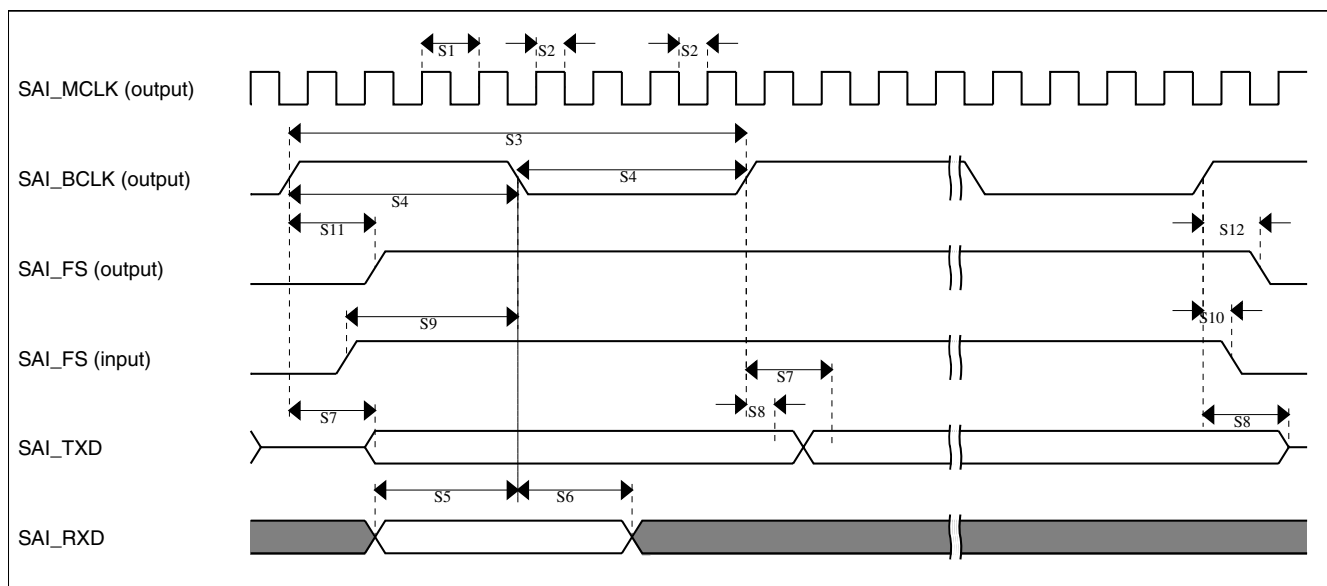 S1
S2
S2
SAI_MCLK (output)
S3
SAI_BCLK (output)
S4
S4
S11
S12
SAI_FS (output)
S9
S10
SAI_FS (input)
S7
S7
S8
S8
SAI_TXD
S5
S6
SAI_RXD